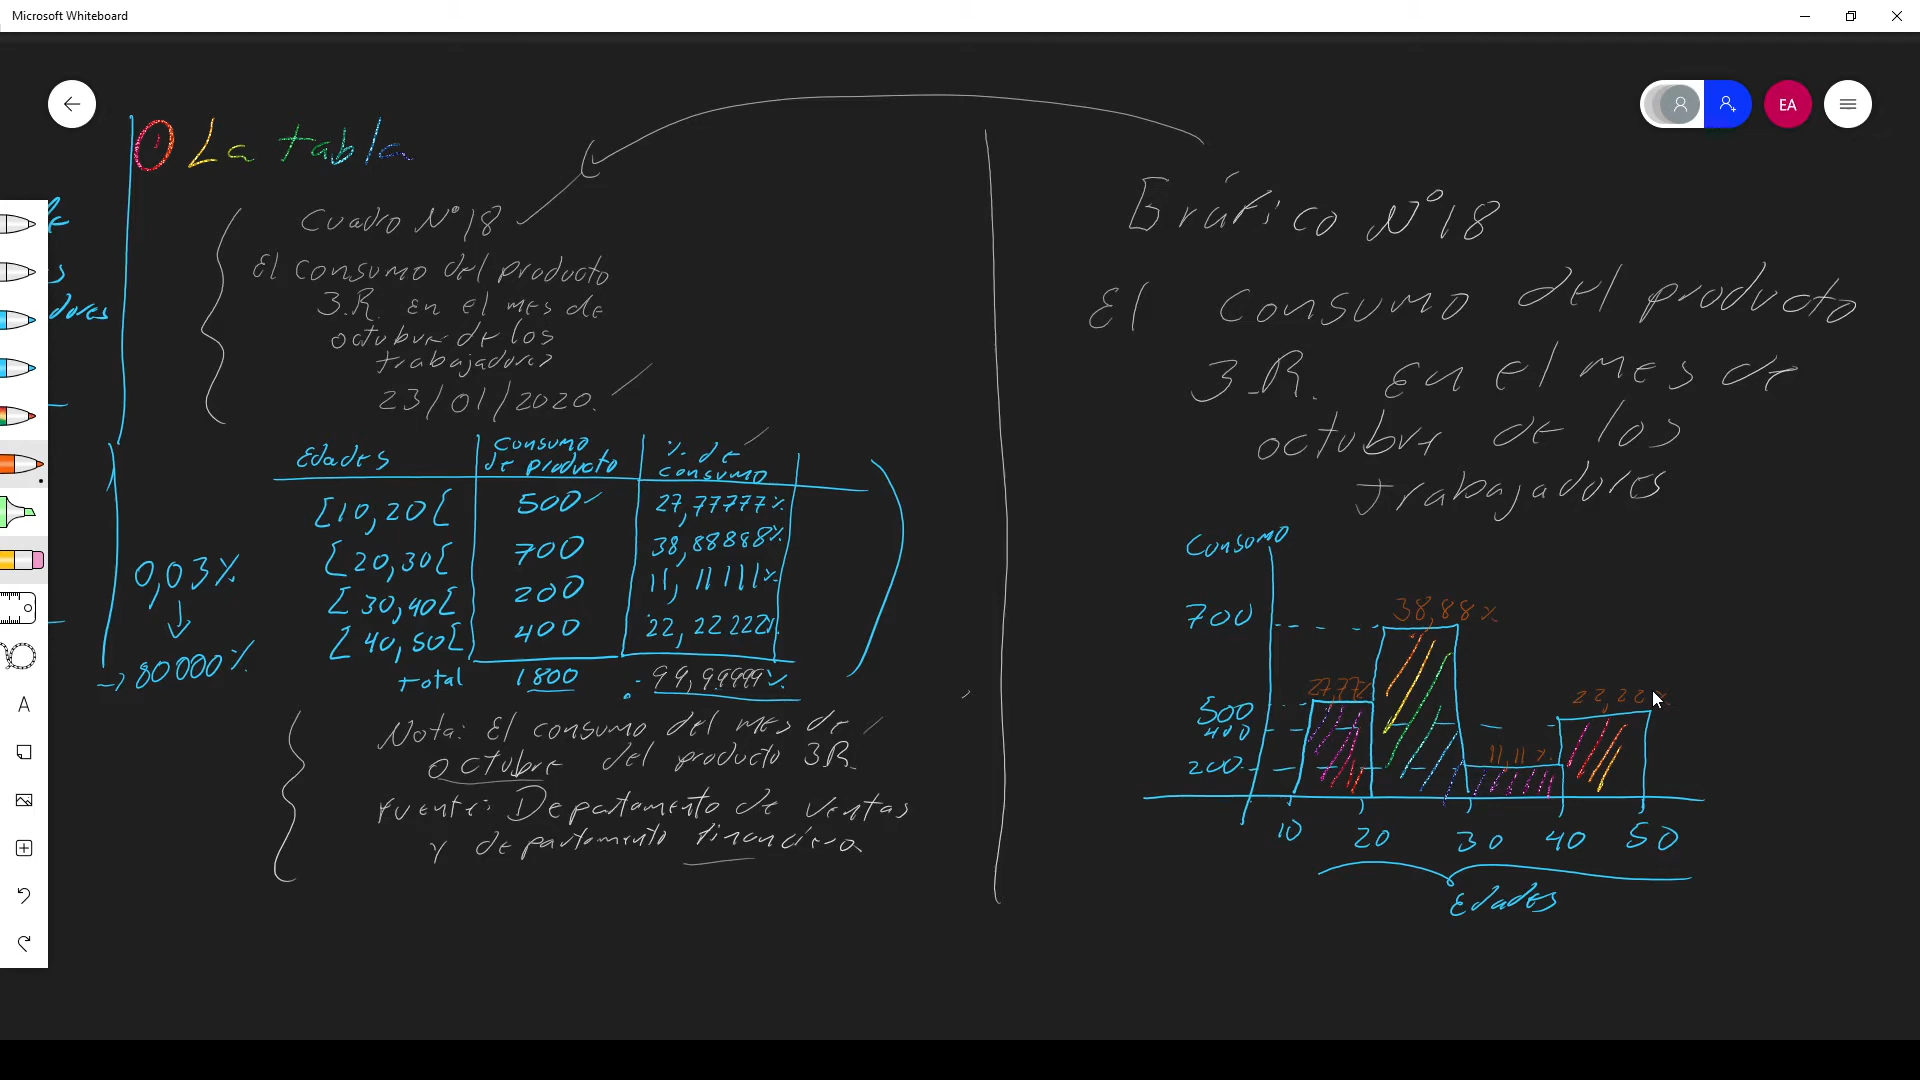 Microsoft Whiteboard
EA
1) La tabla
Cuadro N°18
El consumo del producto
3.R. en el mes de
octubre de los
trabajadores
23/01/2020.
dores
Edades | Consumo de producto | % de consumo
[10,20[ 500 27,77777%
[20,30[ 700 38,88888%
[30,40[ 200 11,11111%
[40,50[ 400 22,22222%
total 1800 99,99999%
0,03%
→ 80000%
Nota: El consumo del mes de
octubre del producto 3R.
Fuente: Departamento de ventas
y departamento financiero
Gráfico N°18
El consumo del producto
3.R. en el mes de
octubre de los
trabajadores
Consumo
700
500
400
200
27,77%
38,88%
11,11%
22,22%
10 20 30 40 50
Edades
A